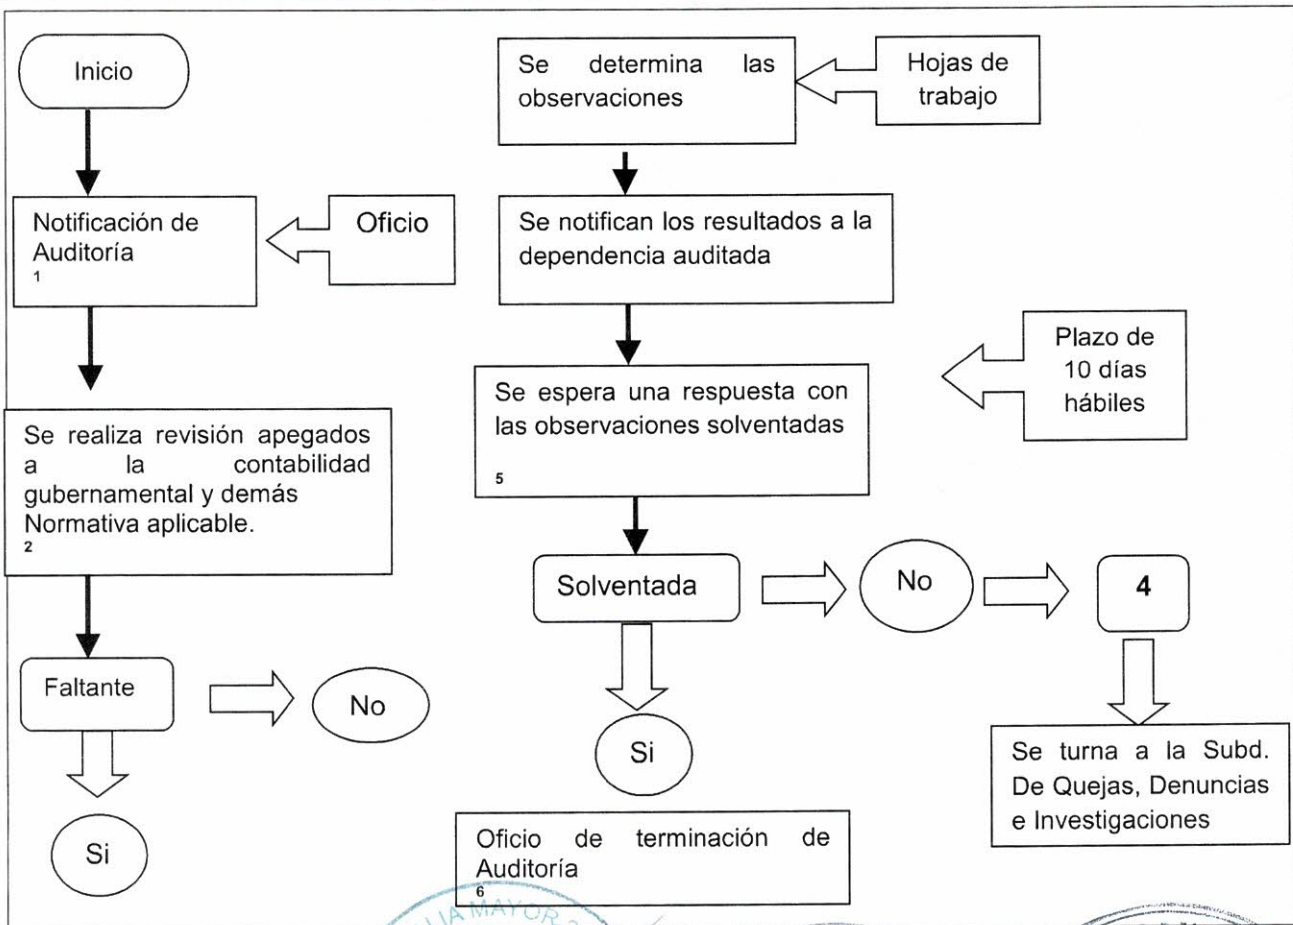 Inicio
Notificación de
Auditoría
1
Oficio
Se realiza revisión apegados
a la contabilidad
gubernamental y demás
Normativa aplicable.
2
Faltante
No
Si
Se determina las
observaciones
Hojas de
trabajo
Se notifican los resultados a la
dependencia auditada
Se espera una respuesta con
las observaciones solventadas
5
Plazo de
10 días
hábiles
Solventada
No
4
Si
Se turna a la Subd.
De Quejas, Denuncias
e Investigaciones
Oficio de terminación de
Auditoría
6
MAYOR